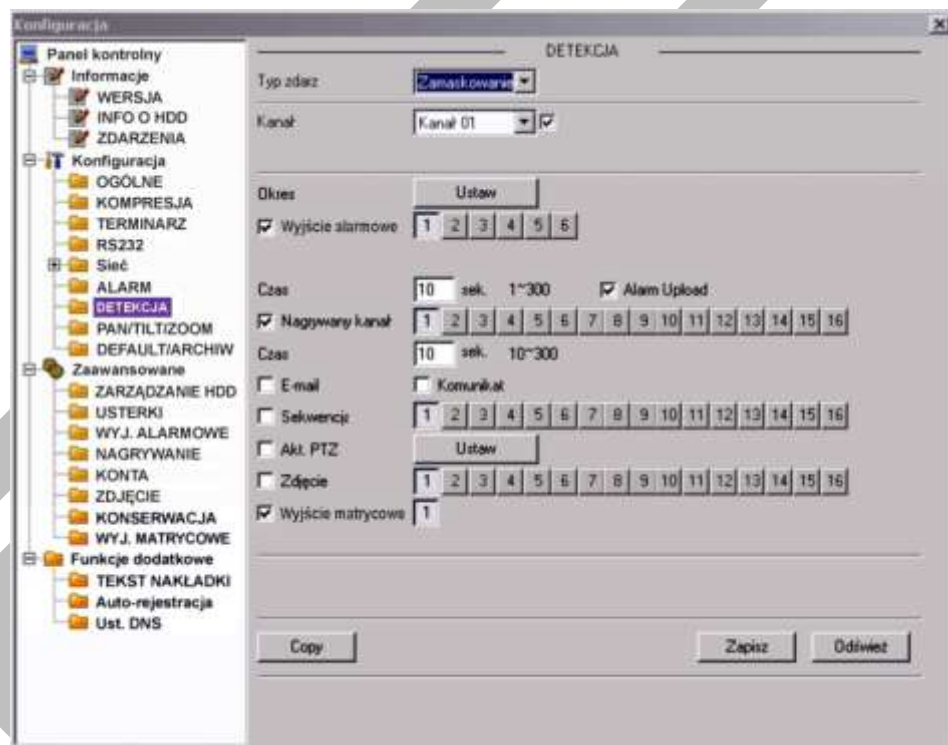 Konfiguracja
Panel kontrolny
Informacje
WERSJA
INFO O HDD
ZDARZENIA
Konfiguracja
OGÓLNE
KOMPRESJA
TERMINARZ
RS232
Sieć
ALARM
DETEKCJA
PAN/TILT/ZOOM
DEFAULT/ARCHIW
Zaawansowane
ZARZĄDZANIE HDD
USTERKI
WYJ. ALARMOWE
NAGRYWANIE
KONTA
ZDJĘCIE
KONSERWACJA
WYJ. MATRYCOWE
Funkcje dodatkowe
TEKST NAKŁADKI
Auto-rejestracja
Ust. DNS
DETEKCJA
Typ zdarz Zamaskowanie
Kanał Kanał 01
Okres Ustaw
Wyjście alarmowe 1 2 3 4 5 6
Czas 10 sek. 1~300 Alarm Upload
Nagrywany kanał 1 2 3 4 5 6 7 8 9 10 11 12 13 14 15 16
Czas 10 sek. 10~300
E-mail Komunikat
Sekwencja 1 2 3 4 5 6 7 8 9 10 11 12 13 14 15 16
Akt. PTZ Ustaw
Zdjęcie 1 2 3 4 5 6 7 8 9 10 11 12 13 14 15 16
Wyjście matrycowe 1
Copy Zapisz Odśwież